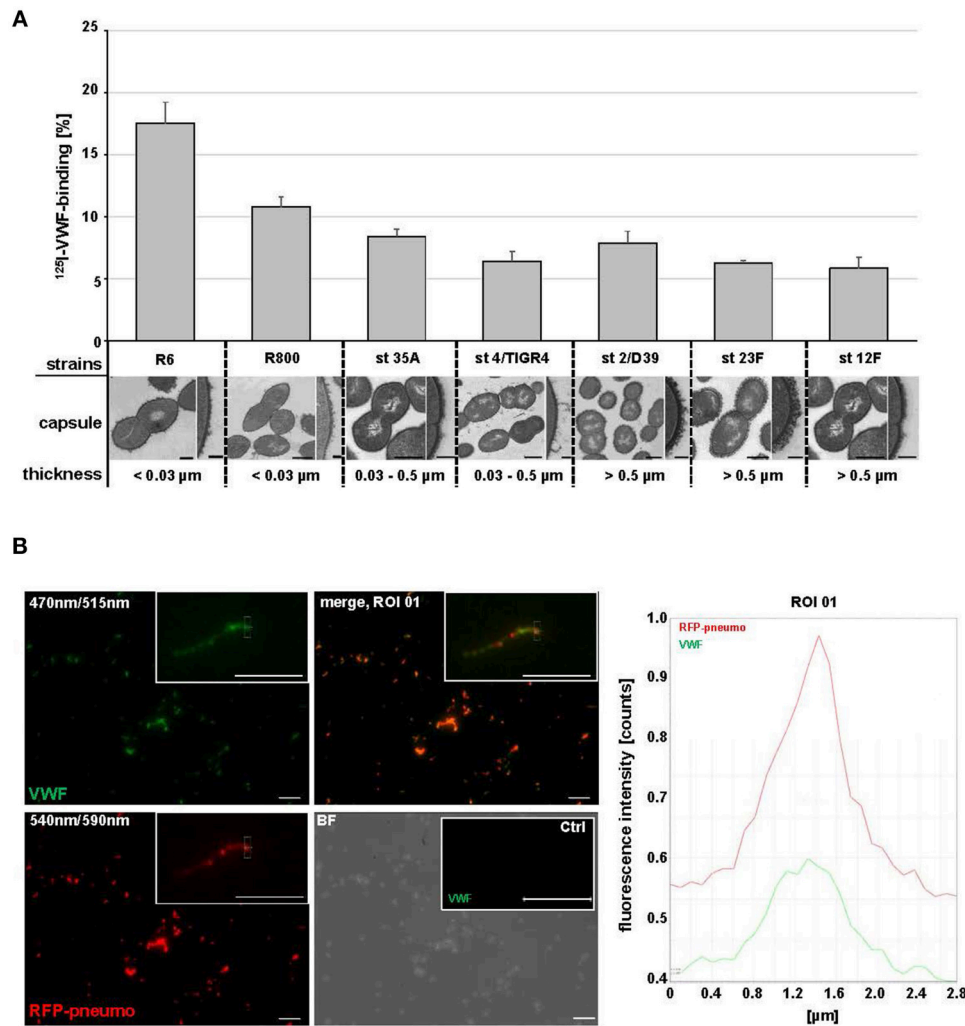 A
25
20
15
10
5
0
¹²⁵I-VWF-binding [%]
strains R6 R800 st 35A st 4/TIGR4 st 2/D39 st 23F st 12F
capsule
thickness < 0.03 µm < 0.03 µm 0.03 - 0.5 µm 0.03 - 0.5 µm > 0.5 µm > 0.5 µm > 0.5 µm
B
470nm/515nm
VWF
merge, ROI 01
540nm/590nm
RFP-pneumo
BF
Ctrl
VWF
ROI 01
RFP-pneumo
VWF
1.0
0.9
0.8
0.7
0.6
0.5
0.4
fluorescence intensity [counts]
0 0.4 0.8 1.2 1.6 2.0 2.4 2.8
[µm]